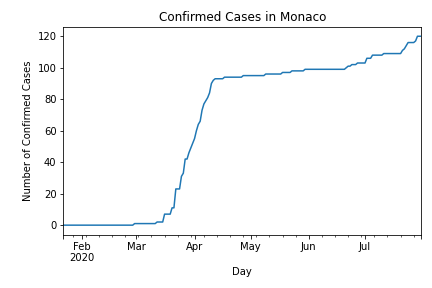 Confirmed Cases in Monaco
Number of Confirmed Cases
120
100
80
60
40
20
0
Feb Mar Apr May Jun Jul
2020
Day